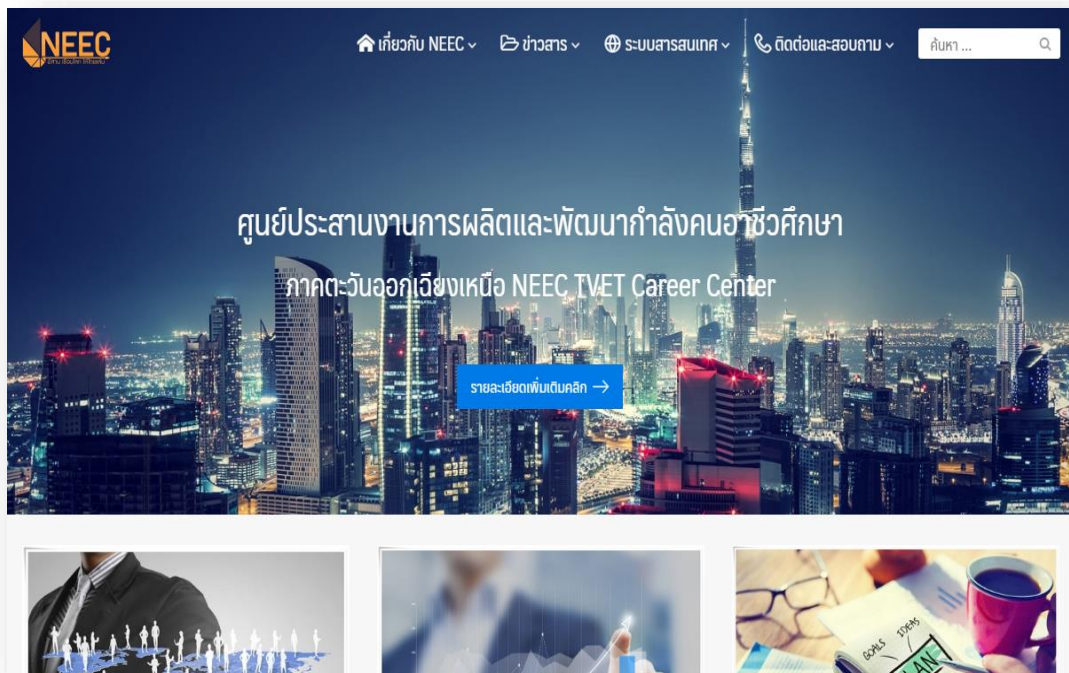 NEEC
เกี่ยวกับ NEEC
ข่าวสาร
ระบบสารสนเทศ
ติดต่อและสอบถาม
ค้นหา ...
ศูนย์ประสานงานการผลิตและพัฒนากำลังคนอาชีวศึกษา
ภาคตะวันออกเฉียงเหนือ NEEC TVET Career Center
รายละเอียดเพิ่มเติมคลิก →
GOALS IDEAS
LAN